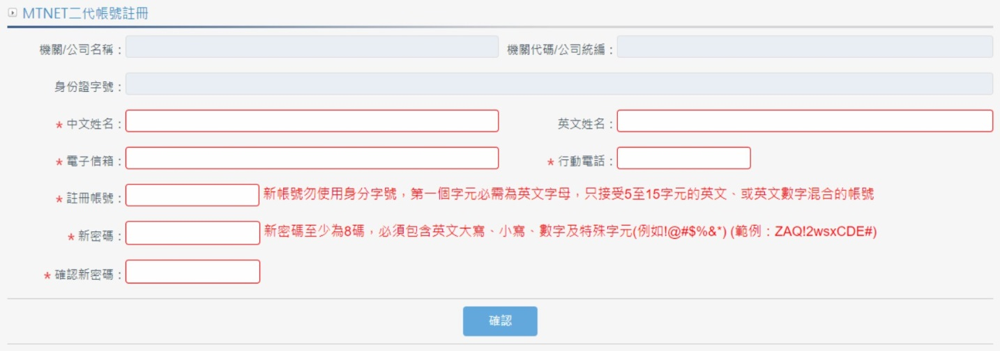 MTNET二代帳號註冊
機關/公司名稱： 機關代碼/公司統編：
身份證字號：
* 中文姓名： 英文姓名：
* 電子信箱： * 行動電話：
* 註冊帳號： 新帳號勿使用身分字號，第一個字元必需為英文字母，只接受5至15字元的英文、或英文數字混合的帳號
* 新密碼： 新密碼至少為8碼，必須包含英文大寫、小寫、數字及特殊字元(例如!@#$%&*) (範例：ZAQ!2wsxCDE#)
* 確認新密碼：
確認